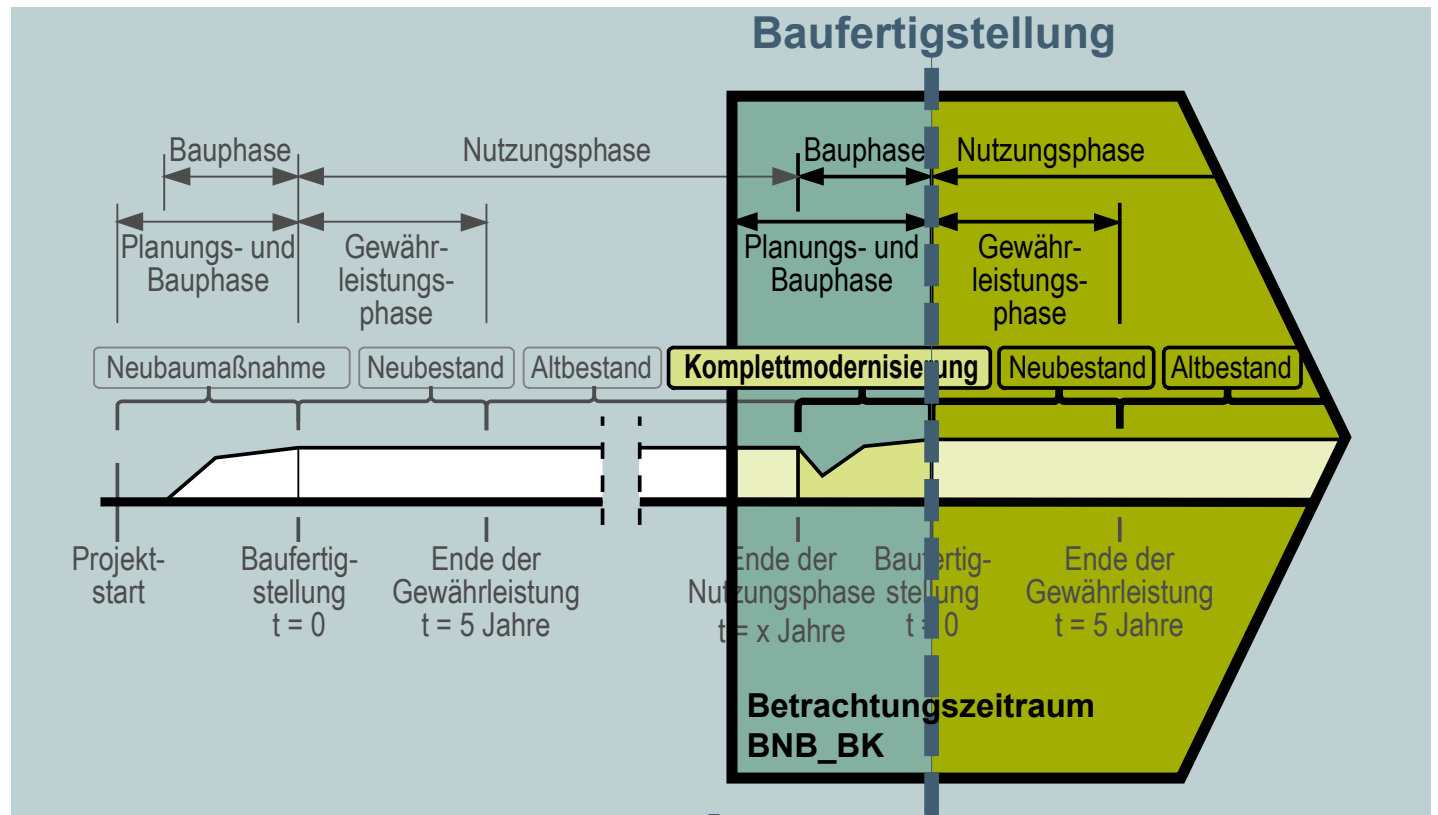 Baufertigstellung
Bauphase
Nutzungsphase
Bauphase
Nutzungsphase
Planungs- und
Bauphase
Gewähr-
leistungs-
phase
Planungs- und
Bauphase
Gewähr-
leistungs-
phase
Neubaumaßnahme
Neubestand
Altbestand
Komplettmodernisierung
Neubestand
Altbestand
Projekt-
start
Baufertig-
stellung
t = 0
Ende der
Gewährleistung
t = 5 Jahre
Ende der
Nutzungsphase
t = x Jahre
Baufertig-
stellung
t = 0
Ende der
Gewährleistung
t = 5 Jahre
Betrachtungszeitraum
BNB_BK